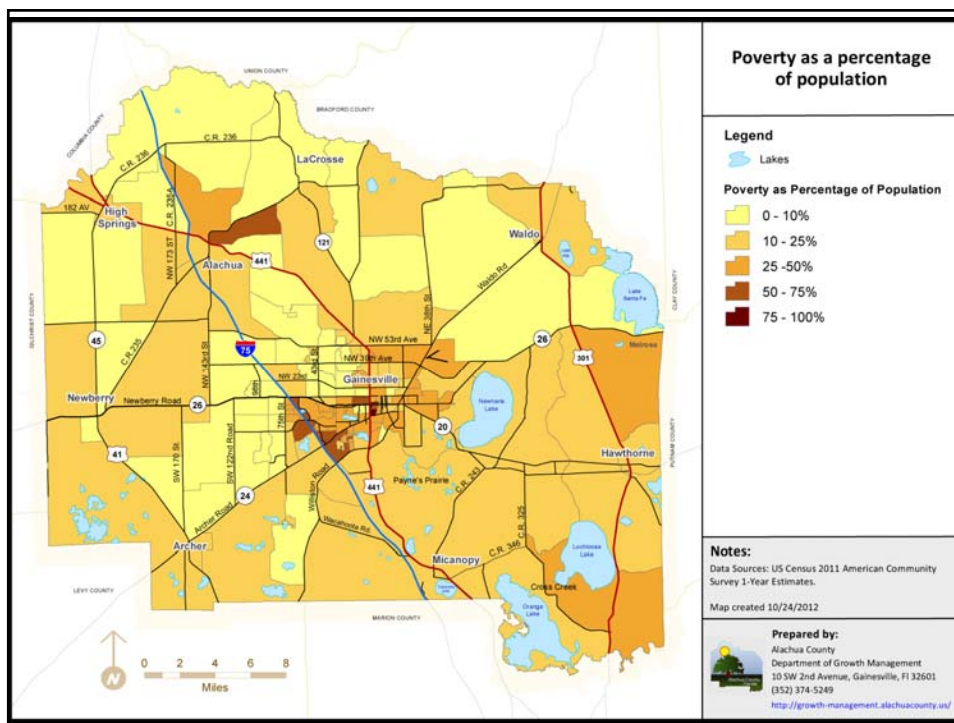 Poverty as a percentage
of population
Legend
Lakes
Poverty as Percentage of Population
0 - 10%
10 - 25%
25 -50%
50 - 75%
75 - 100%
Notes:
Data Sources: US Census 2011 American Community
Survey 1-Year Estimates.
Map created 10/24/2012
Prepared by:
Alachua County
Department of Growth Management
10 SW 2nd Avenue, Gainesville, Fl 32601
(352) 374-5249
http://growth-management.alachuacounty.us/
UNION COUNTY
BRADFORD COUNTY
COLUMBIA COUNTY
C.R. 236
C.R. 236
LaCrosse
182 AV
High
Springs
C.R. 235A
NW 173 ST
121
Waldo
Alachua
441
Waldo Rd
Lake
Santa Fe
CLAY COUNTY
GILCHRIST COUNTY
NE 39th St
45
C.R. 235
NW 143rd St
75
NW 53rd Ave
26
301
Melrose
43rd St
NW 39th Ave
98th
NW 23rd
Gainesville
Newberry
Newberry Road
26
75th St
Newnans
Lake
20
PUTNAM COUNTY
41
SW 170 St.
SW 122nd Road
Hawthorne
24
Williston Road
441
Payne's Prairie
C.R. 243
Archer Road
Wacahoota Rd.
C.R. 325
Archer
Micanopy
C.R. 346
Lochloosa
Lake
Cross Creek
LEVY COUNTY
Orange
Lake
MARION COUNTY
N
0 2 4 6 8
Miles